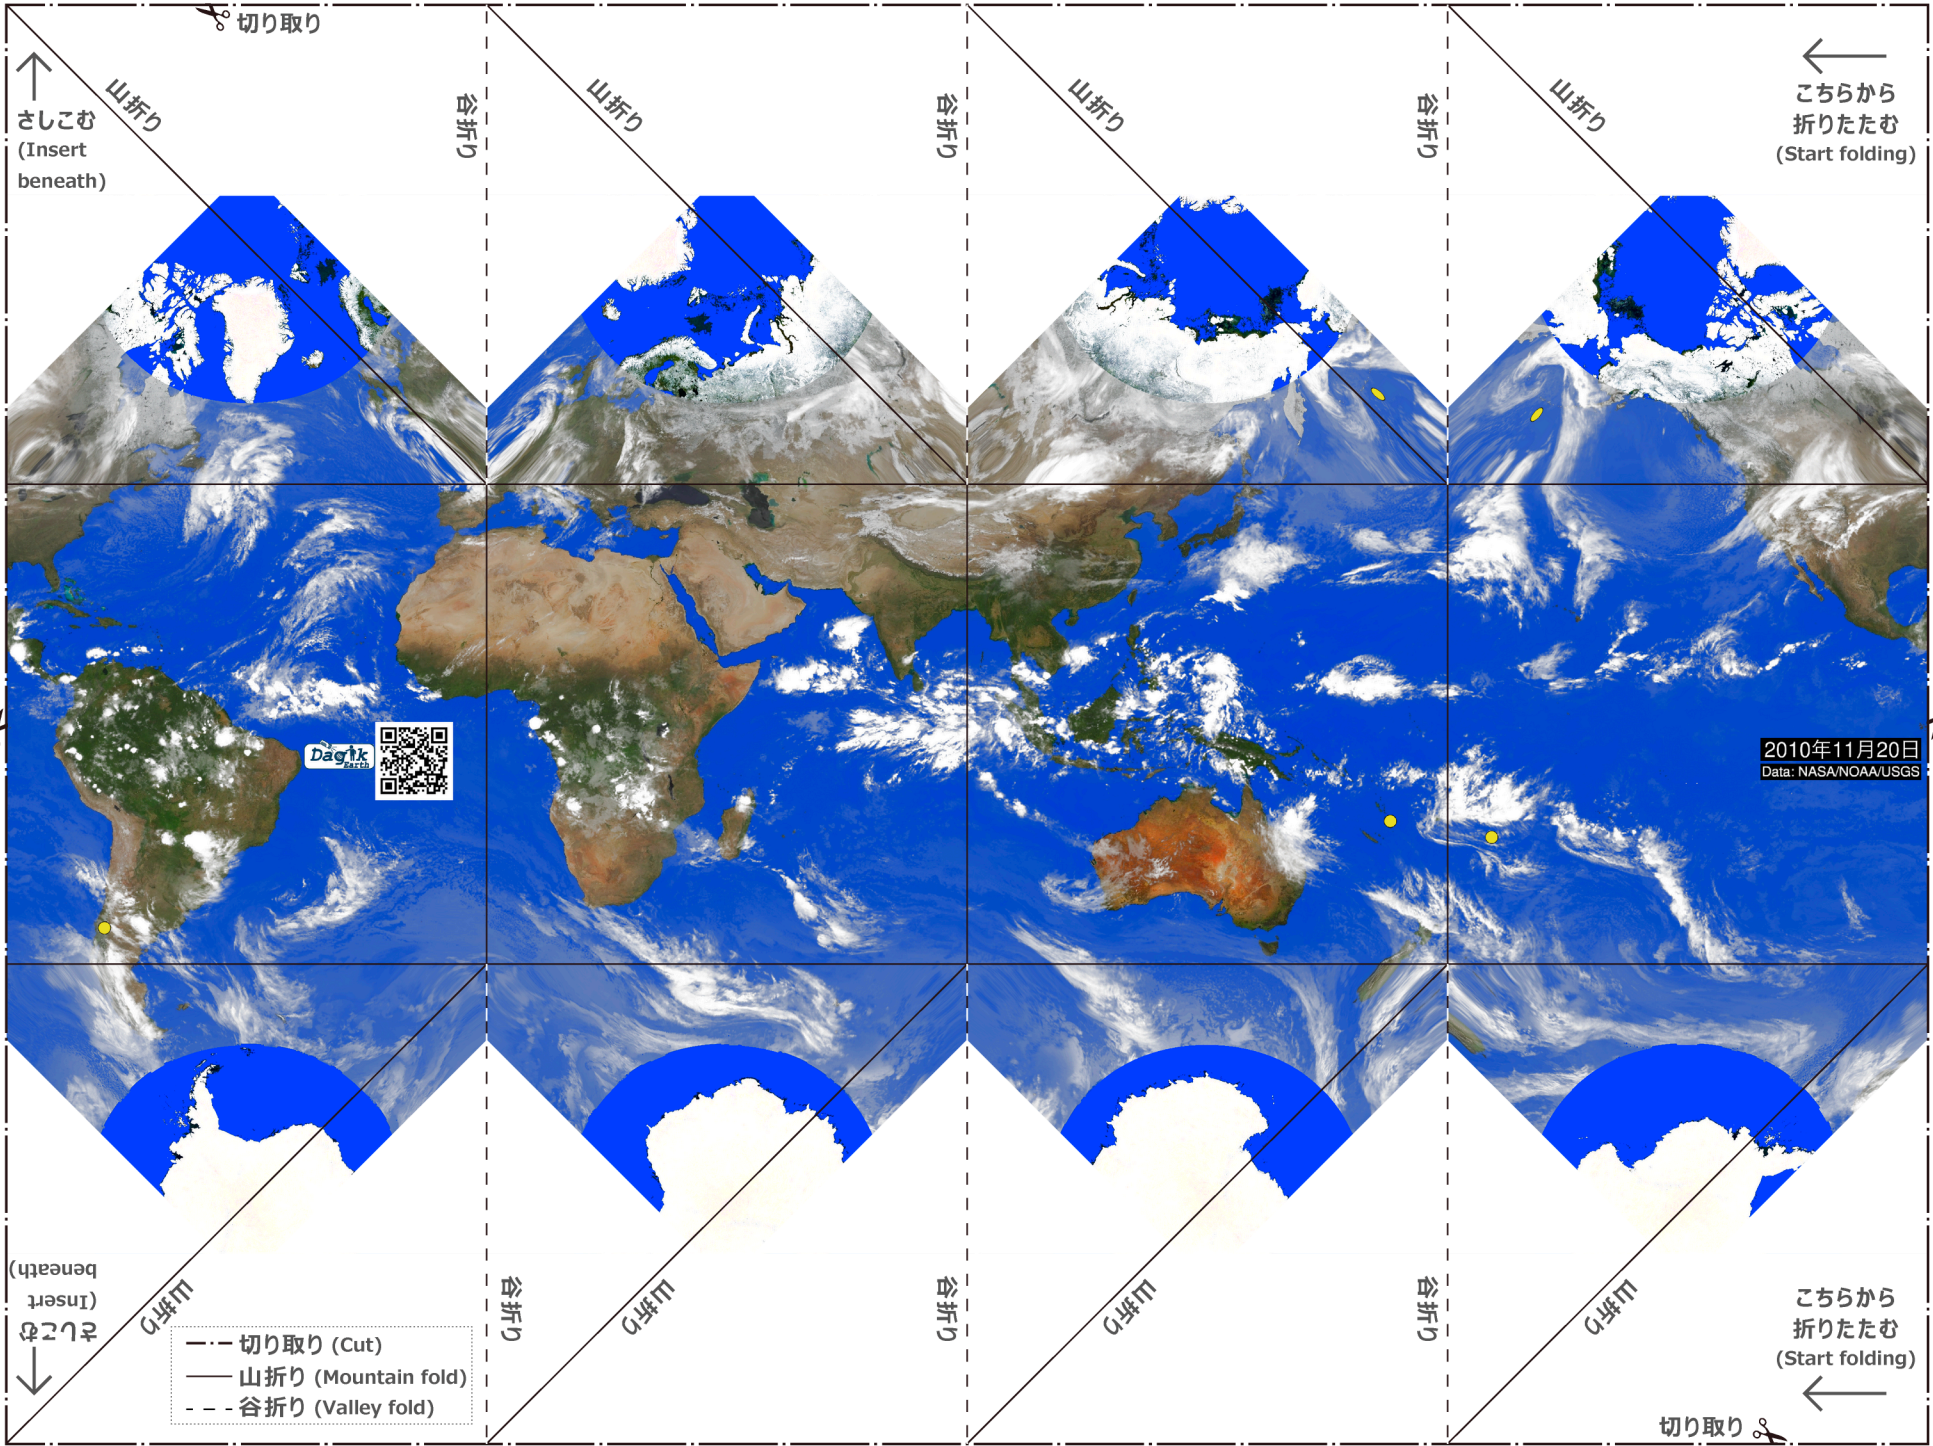 切り取り
さしこむ
(Insert
beneath)
山折り
谷折り
山折り
谷折り
山折り
谷折り
山折り
こちらから
折りたたむ
(Start folding)
Dagik
Earth
2010年11月20日
Data: NASA/NOAA/USGS
さしこむ
(Insert
beneath)
山折り
谷折り
山折り
谷折り
山折り
谷折り
山折り
こちらから
折りたたむ
(Start folding)
切り取り (Cut)
山折り (Mountain fold)
谷折り (Valley fold)
切り取り